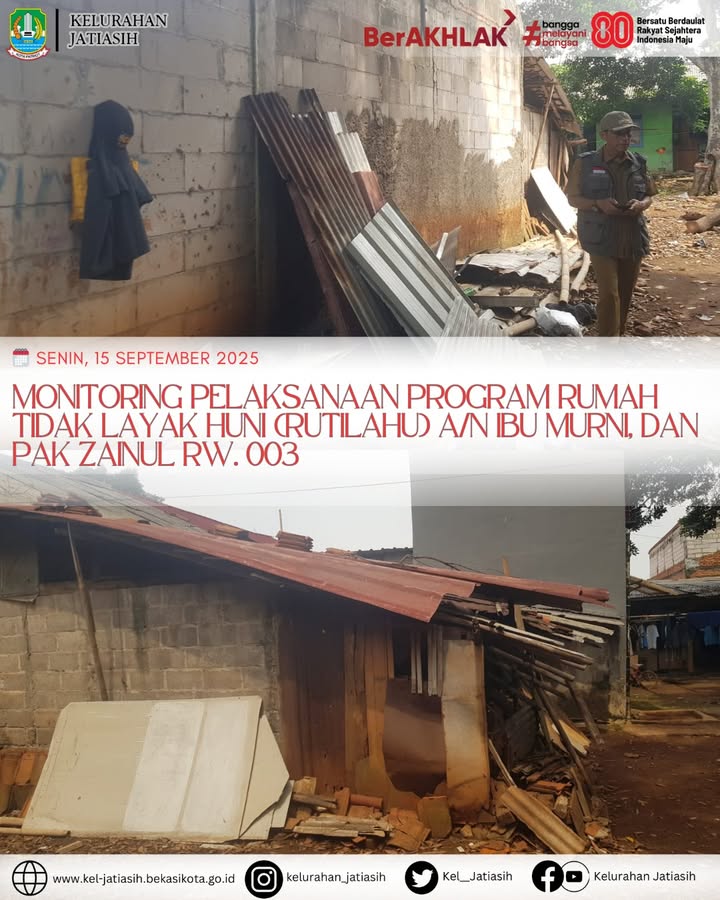 KELURAHAN
JATIASIH
BerAKHLAK
#bangga
melayani
bangsa
80
Bersatu Berdaulat
Rakyat Sejahtera
Indonesia Maju
SENIN, 15 SEPTEMBER 2025
MONITORING PELAKSANAAN PROGRAM RUMAH
TIDAK LAYAK HUNI (RUTILAHU) A/N IBU MURNI, DAN
PAK ZAINUL RW. 003
www.kel-jatiasih.bekasikota.go.id
kelurahan_jatiasih
Kel__Jatiasih
Kelurahan Jatiasih